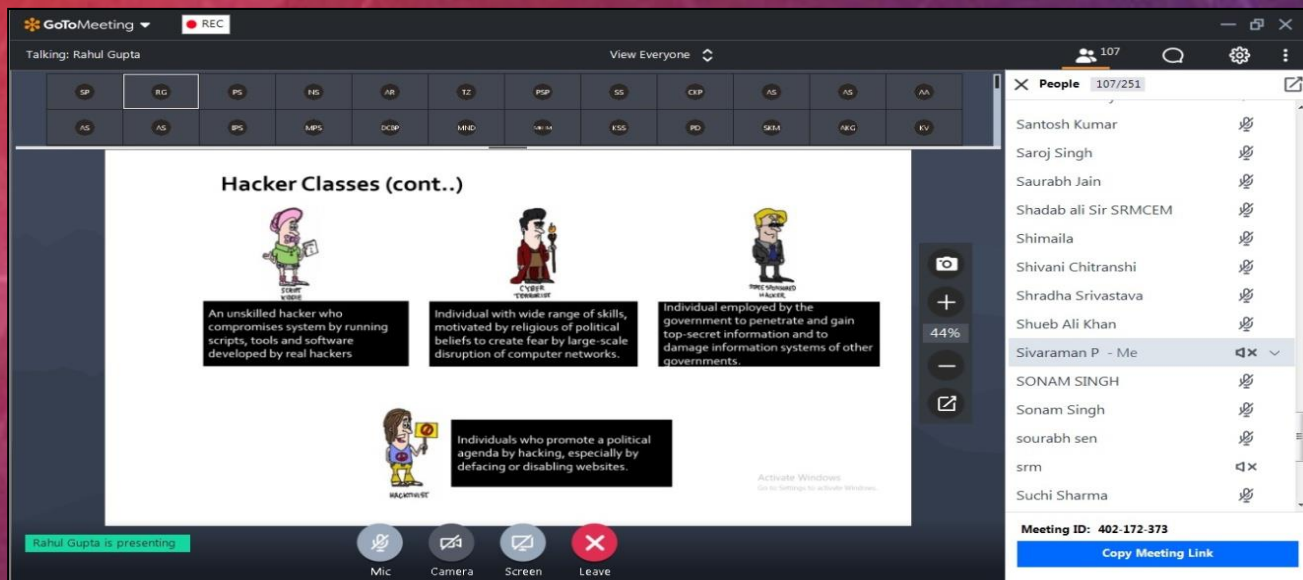 GoToMeeting
REC
Talking: Rahul Gupta
View Everyone
107
SP RG PS NS AR TZ PSP SS CKP AS AS AA
AS AS IPS MPS DCBP MND KSS PD SKM AKG KV
Hacker Classes (cont..)
SCRIPT
KIDDIE
CYBER
TERRORIST
HACKER
An unskilled hacker who
compromises system by running
scripts, tools and software
developed by real hackers
Individual with wide range of skills,
motivated by religious of political
beliefs to create fear by large-scale
disruption of computer networks.
Individual employed by the
government to penetrate and gain
top-secret information and to
damage information systems of other
governments.
HACKTIVIST
Individuals who promote a political
agenda by hacking, especially by
defacing or disabling websites.
Activate Windows
Go to Settings to activate Windows.
44%
Rahul Gupta is presenting
Mic Camera Screen Leave
People 107/251
Santosh Kumar
Saroj Singh
Saurabh Jain
Shadab ali Sir SRMCEM
Shimaila
Shivani Chitranshi
Shradha Srivastava
Shueb Ali Khan
Sivaraman P - Me
SONAM SINGH
Sonam Singh
sourabh sen
srm
Suchi Sharma
Meeting ID: 402-172-373
Copy Meeting Link